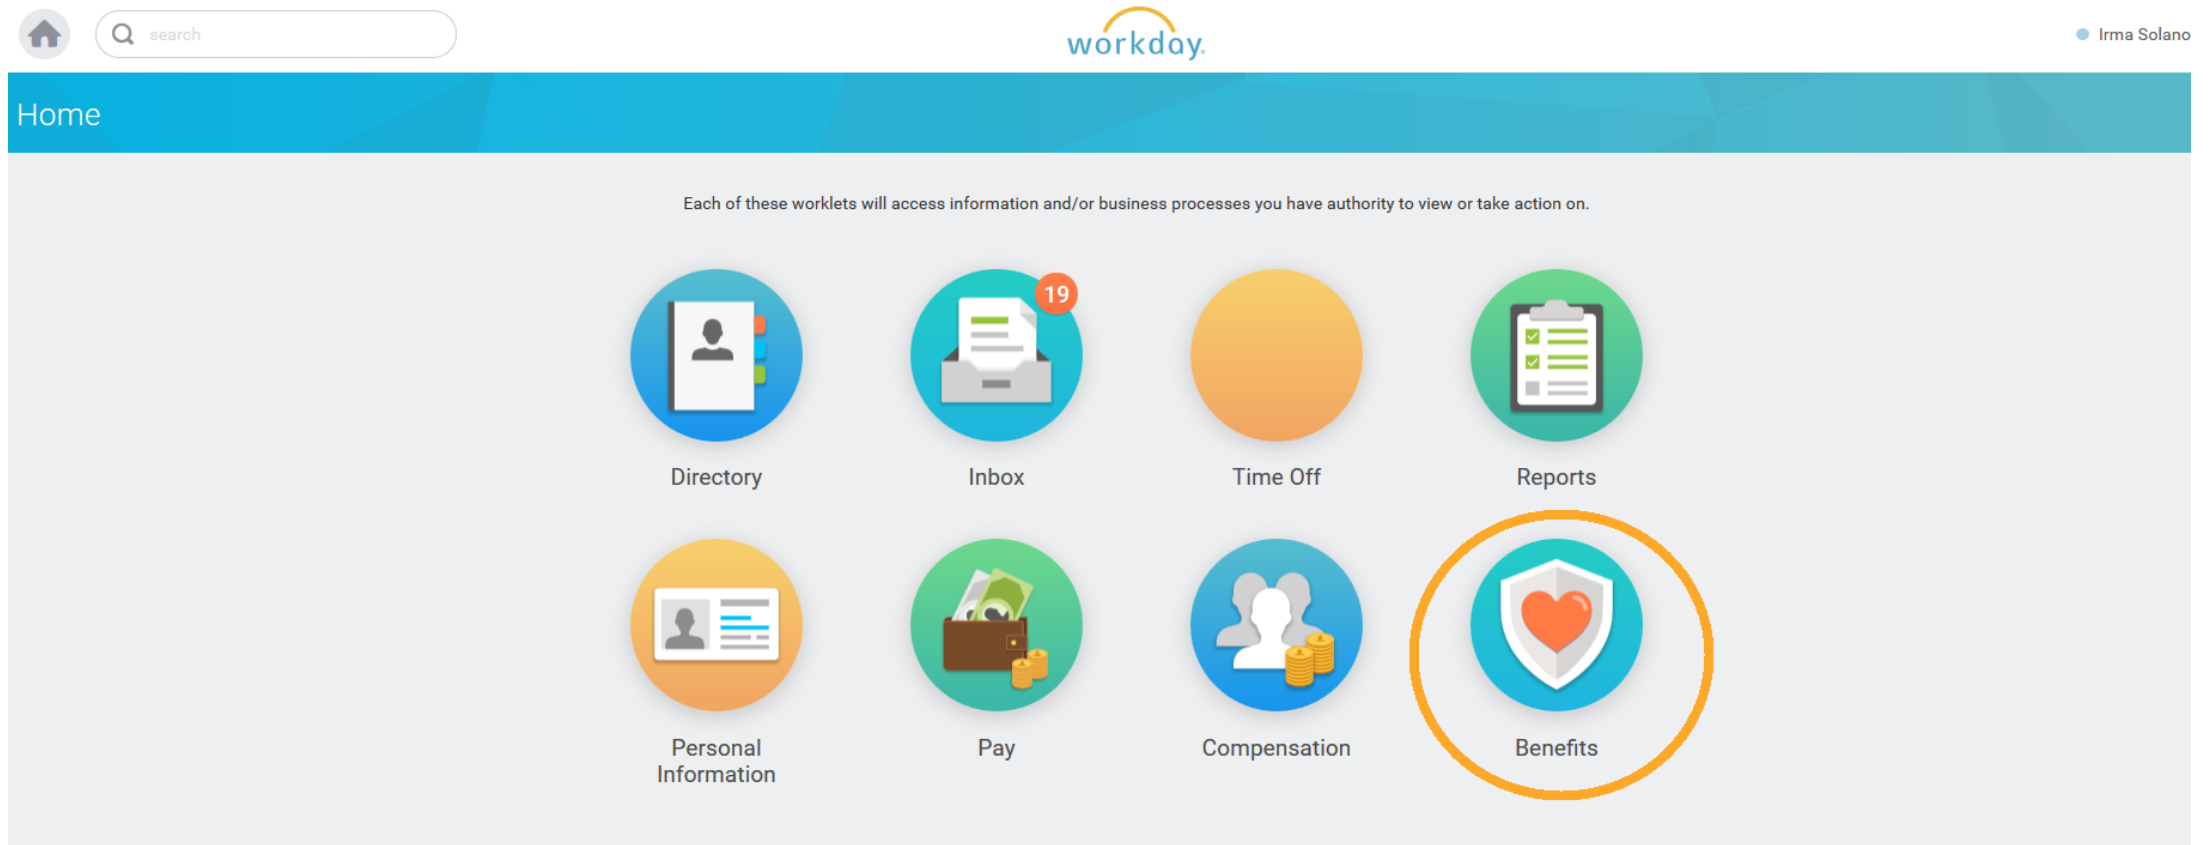 search
workday.
Irma Solano
Home
Each of these worklets will access information and/or business processes you have authority to view or take action on.
19
Directory
Inbox
Time Off
Reports
Personal
Information
Pay
Compensation
Benefits